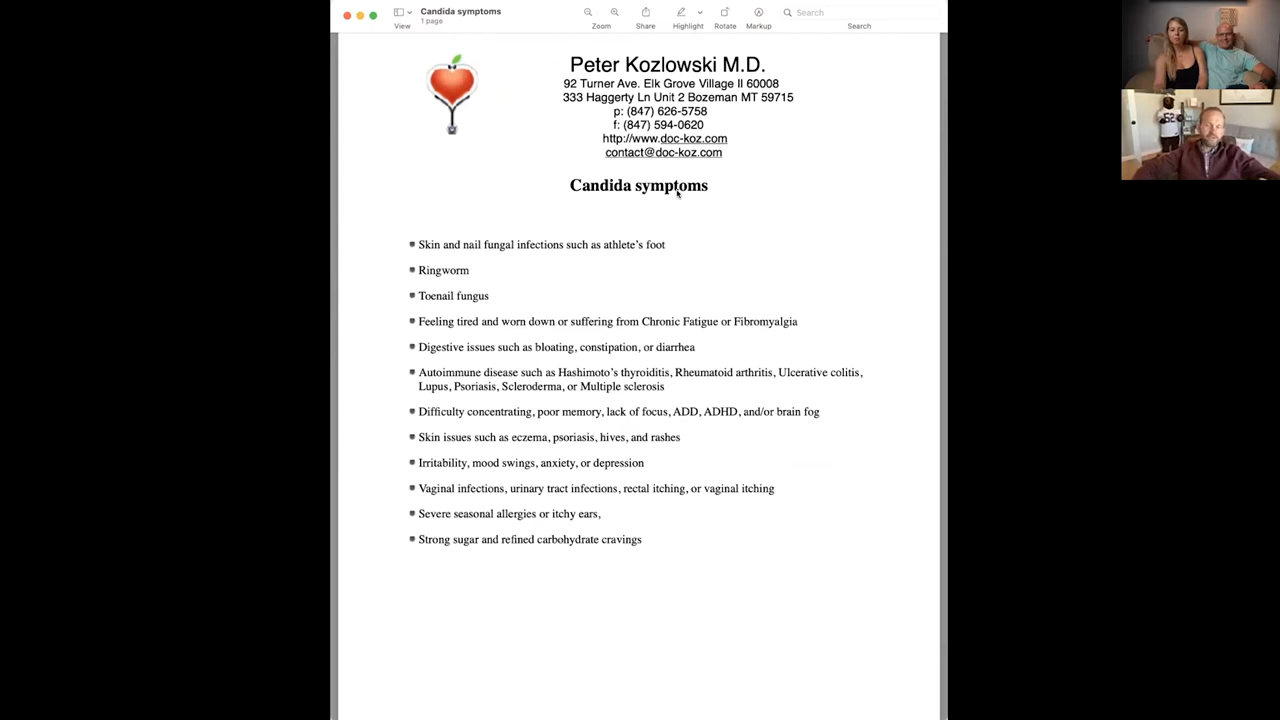 Candida symptoms
1 page
View
Zoom
Share
Highlight
Rotate
Markup
Search
Search
Peter Kozlowski M.D.
92 Turner Ave. Elk Grove Village Il 60008
333 Haggerty Ln Unit 2 Bozeman MT 59715
p: (847) 626-5758
f: (847) 594-0620
http://www.doc-koz.com
contact@doc-koz.com
Candida symptoms
Skin and nail fungal infections such as athlete’s foot
Ringworm
Toenail fungus
Feeling tired and worn down or suffering from Chronic Fatigue or Fibromyalgia
Digestive issues such as bloating, constipation, or diarrhea
Autoimmune disease such as Hashimoto’s thyroiditis, Rheumatoid arthritis, Ulcerative colitis,
Lupus, Psoriasis, Scleroderma, or Multiple sclerosis
Difficulty concentrating, poor memory, lack of focus, ADD, ADHD, and/or brain fog
Skin issues such as eczema, psoriasis, hives, and rashes
Irritability, mood swings, anxiety, or depression
Vaginal infections, urinary tract infections, rectal itching, or vaginal itching
Severe seasonal allergies or itchy ears,
Strong sugar and refined carbohydrate cravings
52